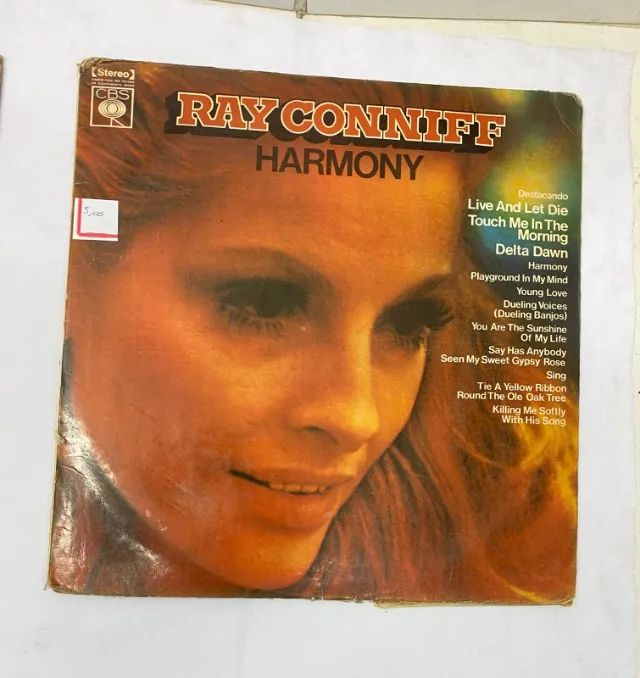 Stereo
CBS
RAY CONNIFF
HARMONY
5,00
Destacando
Live And Let Die
Touch Me In The
Morning
Delta Dawn
Harmony
Playground In My Mind
Young Love
Dueling Voices
(Dueling Banjos)
You Are The Sunshine
Of My Life
Say Has Anybody
Seen My Sweet Gypsy Rose
Sing
Tie A Yellow Ribbon
Round The Ole Oak Tree
Killing Me Softly
With His Song